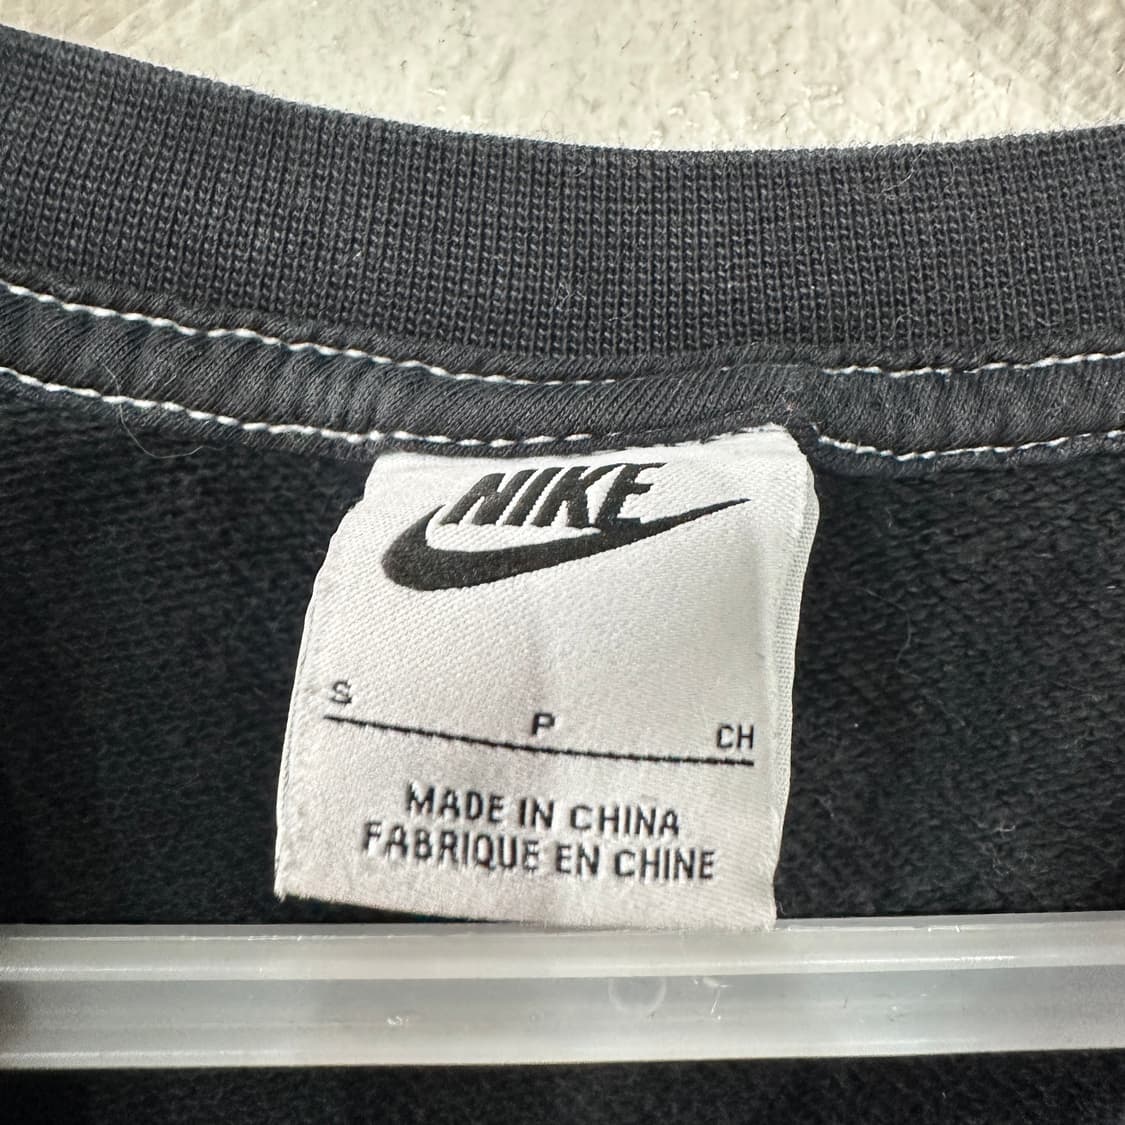 NIKE
S P CH
MADE IN CHINA
FABRIQUE EN CHINE